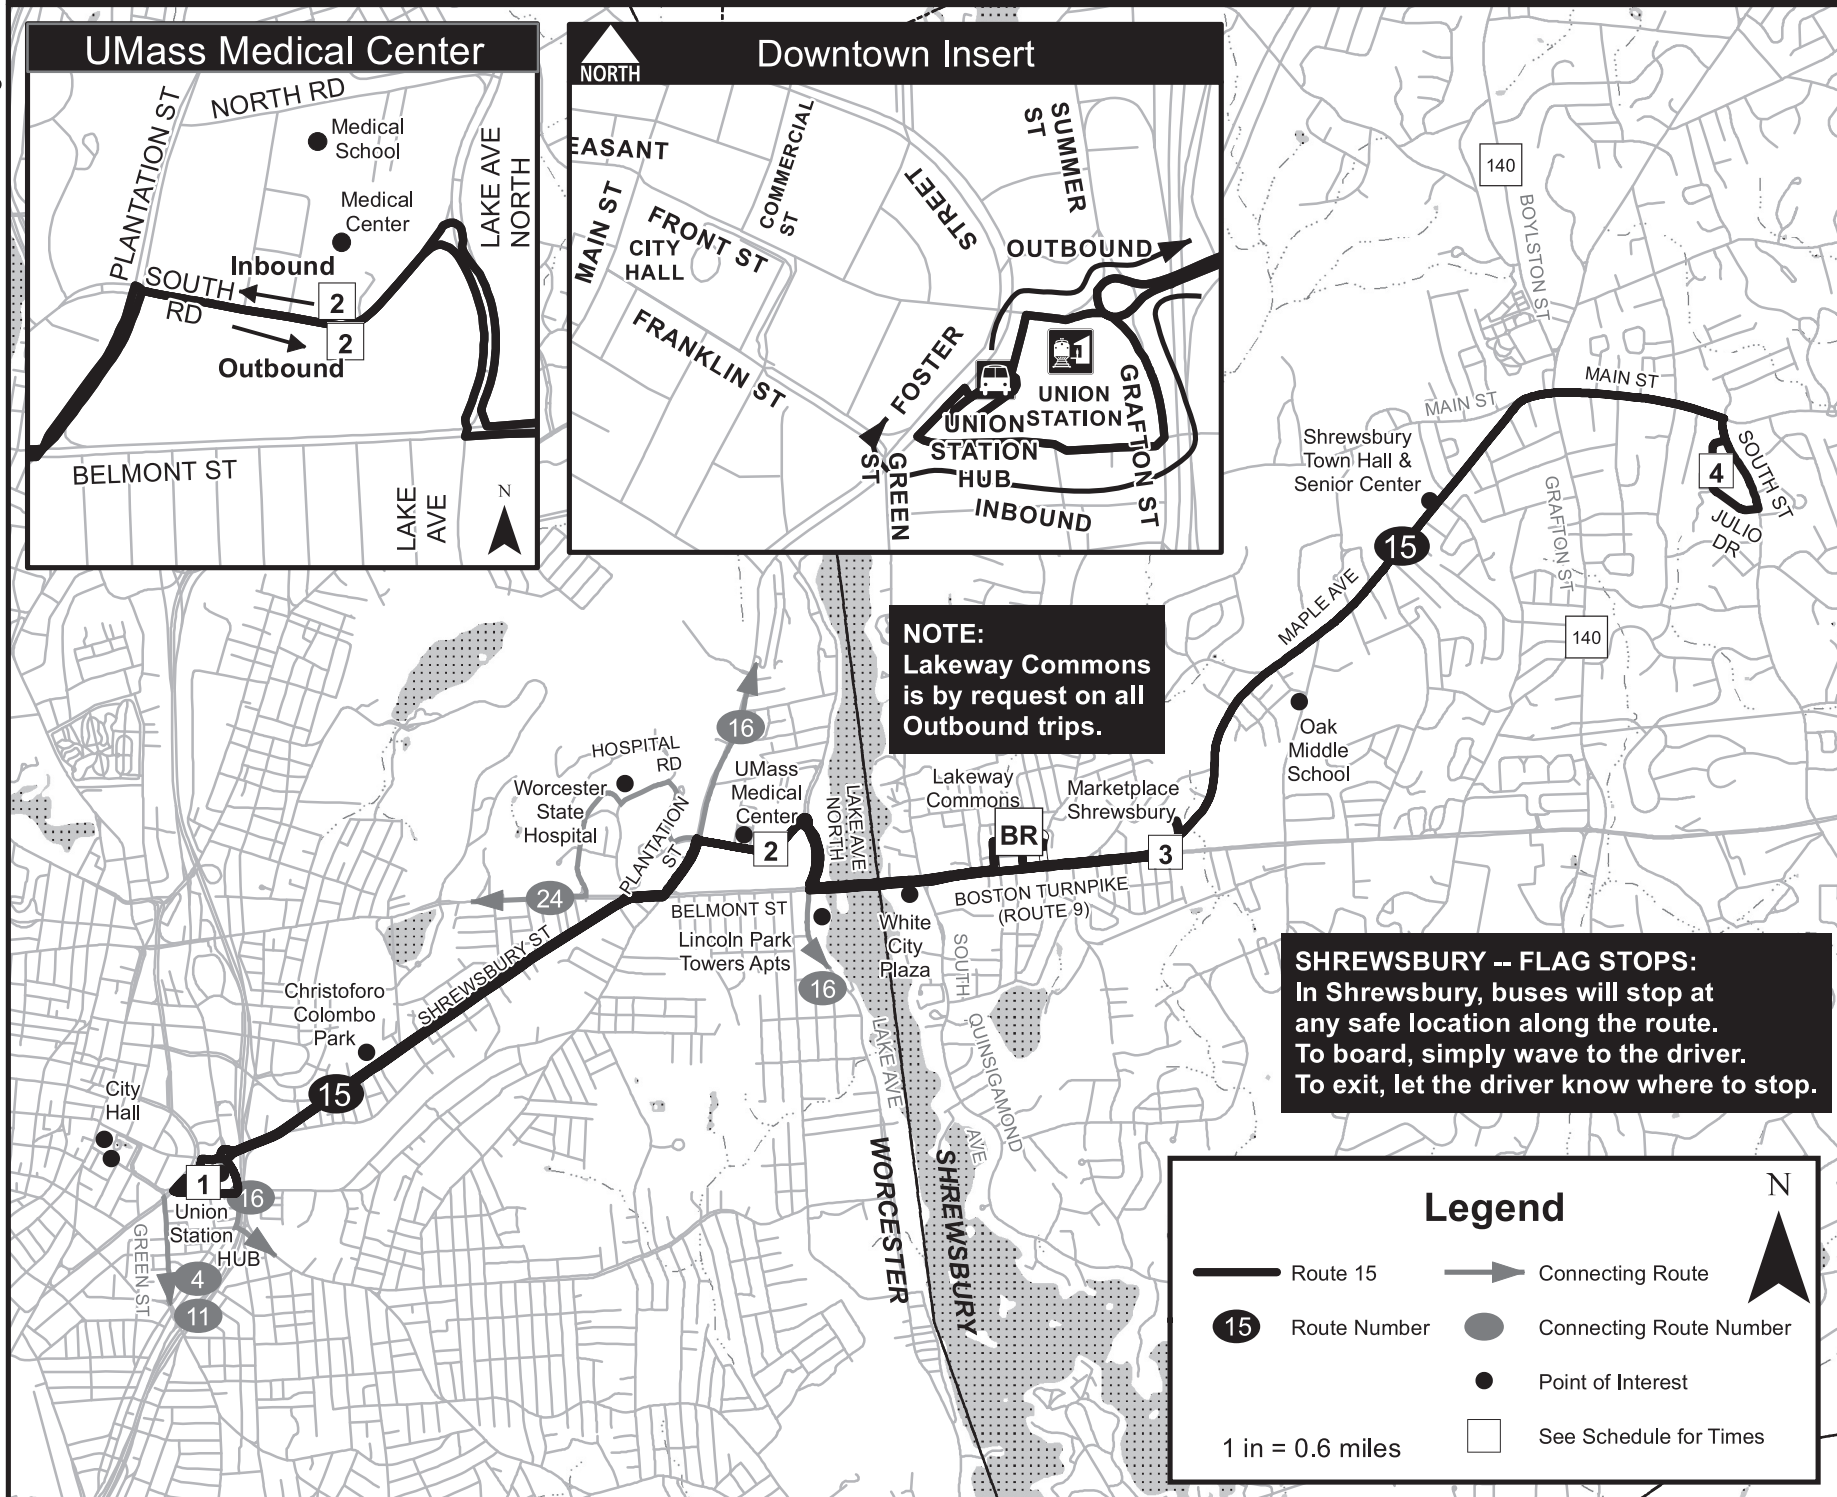 UMass Medical Center
PLANTATION ST
NORTH RD
Medical
School
LAKE AVE
NORTH
Medical
Center
Inbound
SOUTH
RD
2
2
Outbound
BELMONT ST
LAKE
AVE
N
NORTH
Downtown Insert
EASANT
MAIN ST
COMMERCIAL
ST
STREET
SUMMER
ST
FRONT ST
CITY
HALL
OUTBOUND
FRANKLIN ST
FOSTER
ST
UNION
STATION
GRAFTON ST
UNION
STATION
HUB
GREEN
INBOUND
140
BOYLSTON ST
MAIN ST
MAIN ST
Shrewsbury
Town Hall &
Senior Center
4
SOUTH ST
JULIO
DR
GRAFTON ST
15
MAPLE AVE
140
NOTE:
Lakeway Commons
is by request on all
Outbound trips.
Oak
Middle
School
16
HOSPITAL
RD
Worcester
State
Hospital
UMass
Medical
Center
PLANTATION
ST
2
LAKE AVE
NORTH
Lakeway
Commons
BR
Marketplace
Shrewsbury
3
24
BELMONT ST
Lincoln Park
Towers Apts
16
White
City
Plaza
BOSTON TURNPIKE
(ROUTE 9)
SOUTH
QUINSIGAMOND
AVE
LAKE AVE
SHREWSBURY ST
Christoforo
Colombo
Park
15
City
Hall
1
16
Union
Station
HUB
GREEN ST
4
11
WORCESTER
SHREWSBURY
SHREWSBURY -- FLAG STOPS:
In Shrewsbury, buses will stop at
any safe location along the route.
To board, simply wave to the driver.
To exit, let the driver know where to stop.
Legend
N
Route 15
Connecting Route
15
Route Number
Connecting Route Number
Point of Interest
1 in = 0.6 miles
See Schedule for Times